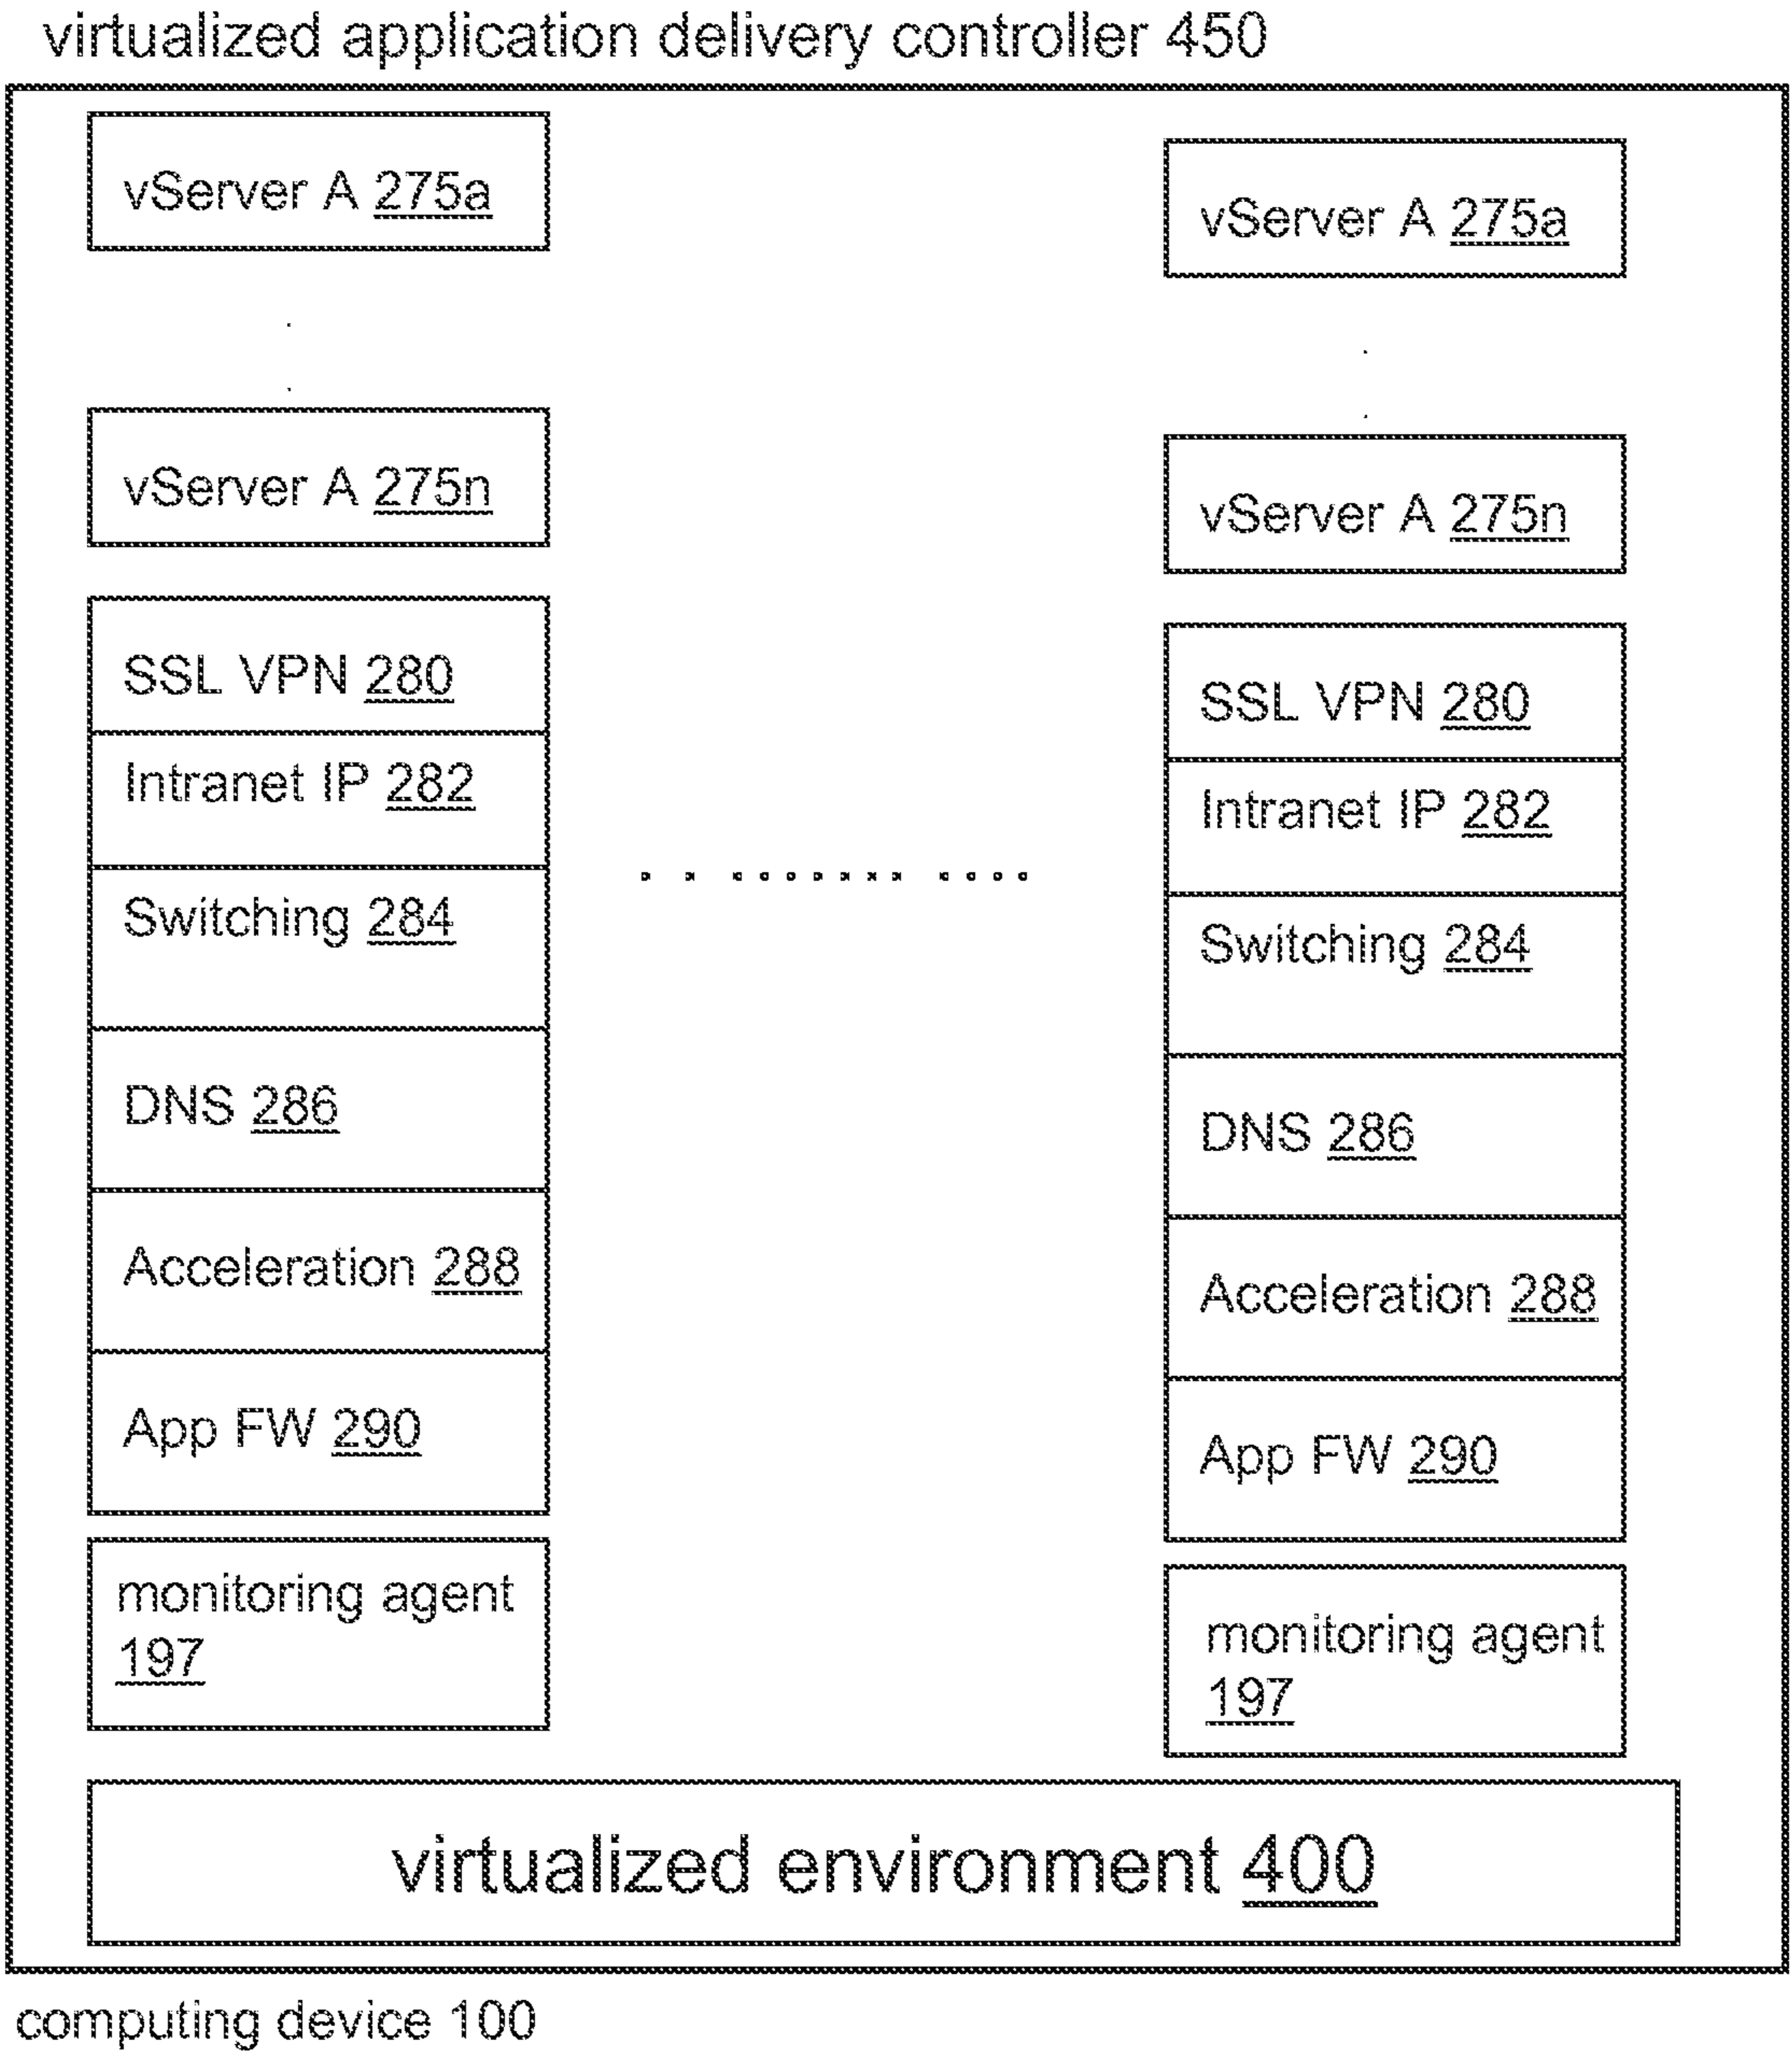 virtualized application delivery controller 450
vServer A 275a
vServer A 275n
SSL VPN 280
Intranet IP 282
Switching 284
DNS 286
Acceleration 288
App FW 290
monitoring agent
197
vServer A 275a
vServer A 275n
SSL VPN 280
Intranet IP 282
Switching 284
DNS 286
Acceleration 288
App FW 290
monitoring agent
197
virtualized environment 400
computing device 100